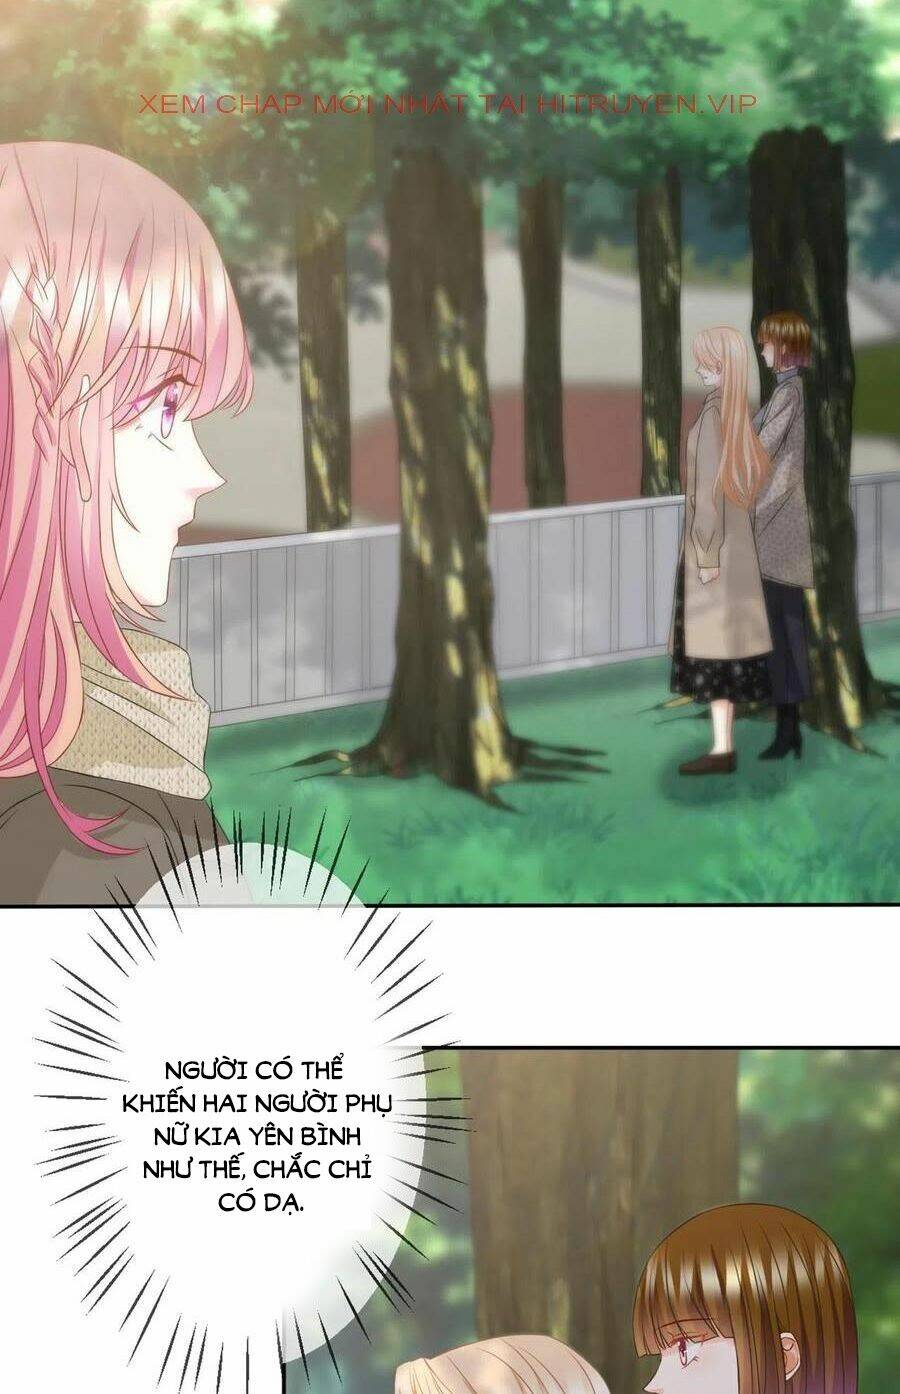 XEM CHAP MỚI NHẤT TẠI HITRUYEN.VIP
NGƯỜI CÓ THỂ
KHIẾN HAI NGƯỜI PHỤ
NỮ KIA YÊN BÌNH
NHƯ THẾ, CHẮC CHỈ
CÓ DẠ.